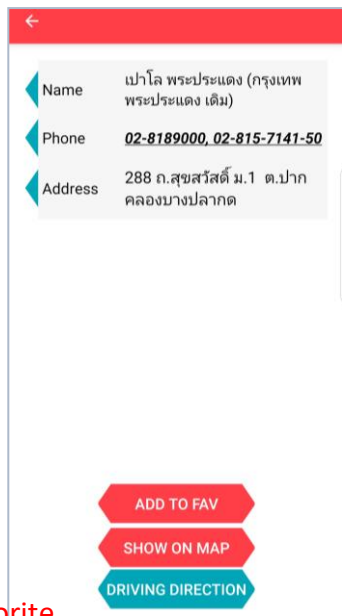 Name
เปาโล พระประแดง (กรุงเทพ
พระประแดง เดิม)
Phone
02-8189000, 02-815-7141-50
Address
288 ถ.สุขสวัสดิ์ ม.1 ต.ปาก
คลองบางปลากด
ADD TO FAV
SHOW ON MAP
DRIVING DIRECTION